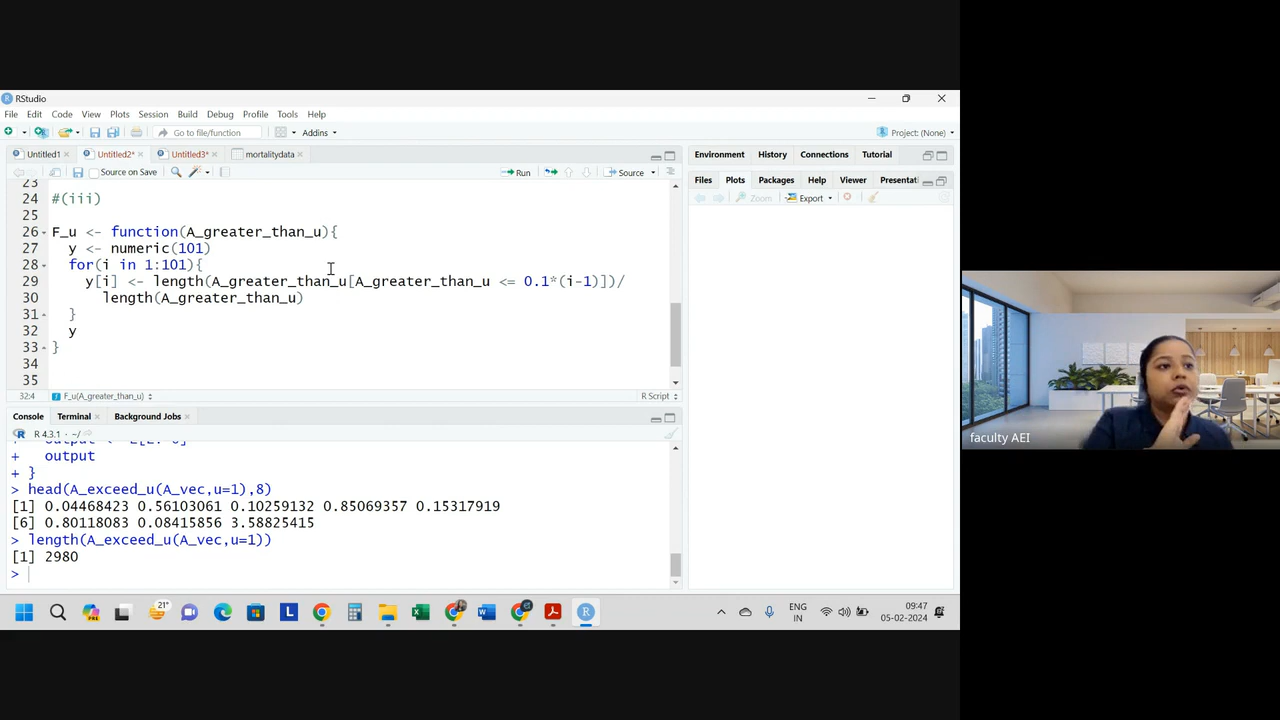 RStudio
File Edit Code View Plots Session Build Debug Profile Tools Help
Go to file/function Addins Project: (None)
Untitled1 Untitled2* Untitled3* mortalitydata
Environment History Connections Tutorial
Source on Save Run Source
Files Plots Packages Help Viewer Presentati
Zoom Export
23
24 #(iii)
25
26 F_u <- function(A_greater_than_u){
27 y <- numeric(101)
28 for(i in 1:101){
29 y[i] <- length(A_greater_than_u[A_greater_than_u <= 0.1*(i-1)])/
30 length(A_greater_than_u)
31 }
32 y
33 }
34
35
32:4 F_u(A_greater_than_u) R Script
Console Terminal Background Jobs
R 4.3.1 · ~/
+ output
+ }
> head(A_exceed_u(A_vec,u=1),8)
[1] 0.04468423 0.56103061 0.10259132 0.85069357 0.15317919
[6] 0.80118083 0.08415856 3.58825415
> length(A_exceed_u(A_vec,u=1))
[1] 2980
>
faculty AEI
21°
ENG
IN
09:47
05-02-2024